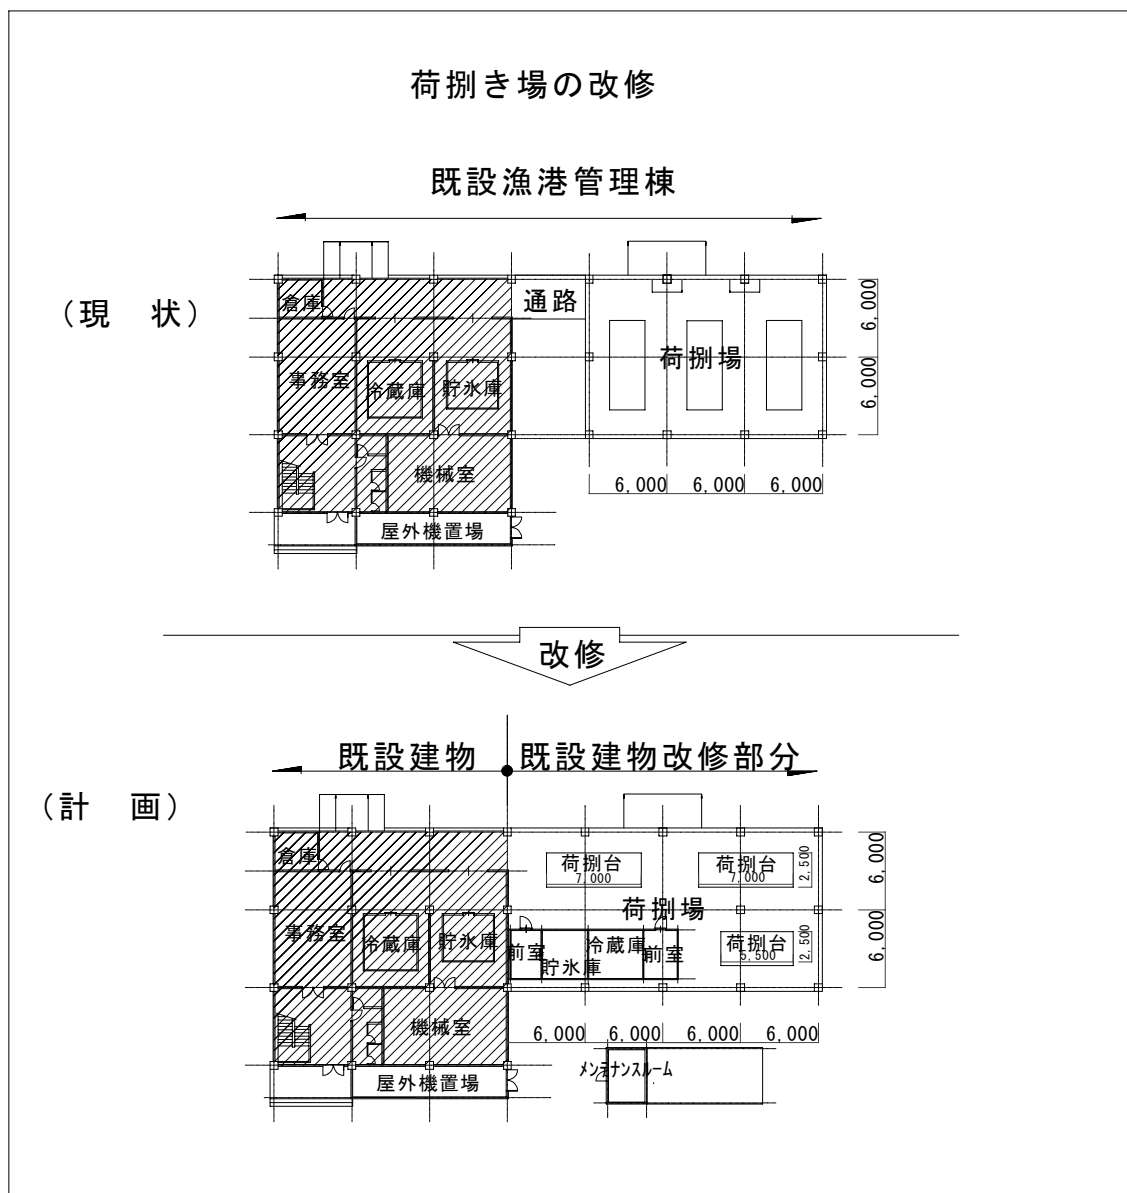 荷捌き場の改修
既設漁港管理棟
（現　状）
倉庫
通路
6,000
事務室
冷蔵庫
貯氷庫
荷捌場
6,000
機械室
6,000
6,000
6,000
屋外機置場
改修
既設建物
既設建物改修部分
（計　画）
倉庫
荷捌台
7,000
荷捌台
7,000
2,500
6,000
荷捌場
事務室
冷蔵庫
貯氷庫
前室
貯氷庫
冷蔵庫
前室
荷捌台
5,500
2,500
6,000
機械室
6,000
6,000
6,000
6,000
メンテナンスルーム
屋外機置場